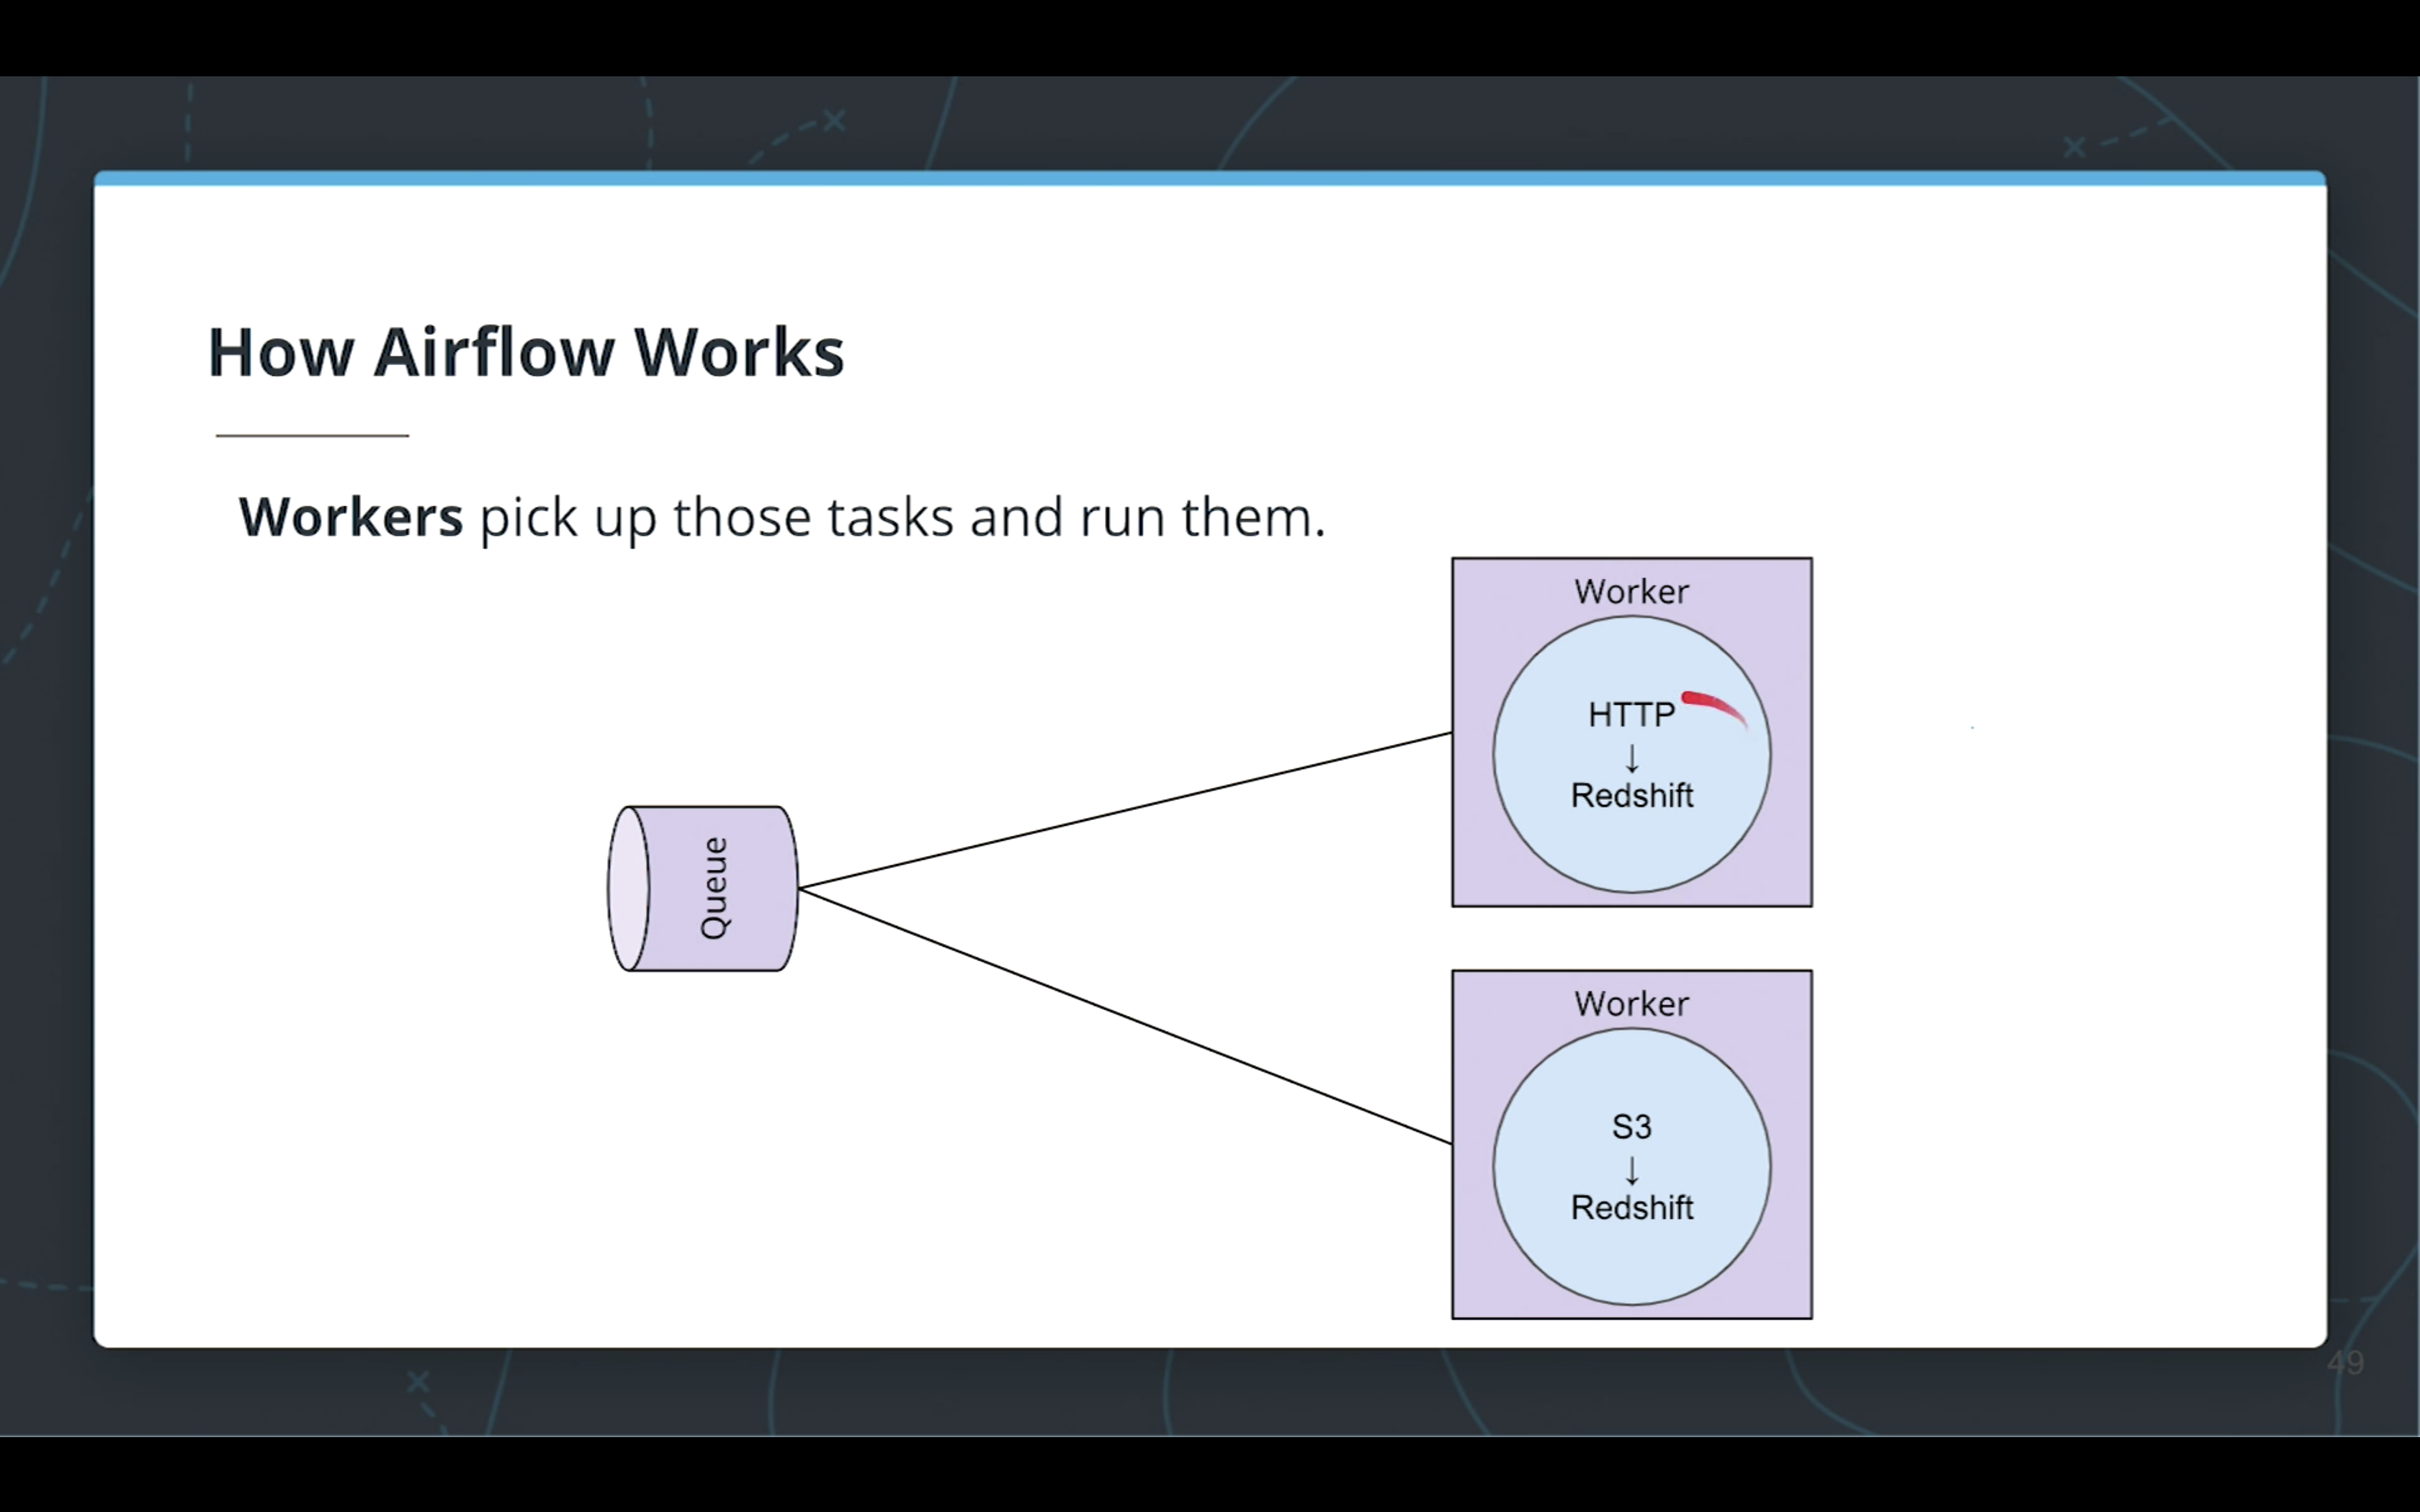 How Airflow Works
Workers pick up those tasks and run them.
Worker
HTTP
↓
Redshift
Queue
Worker
S3
↓
Redshift
49